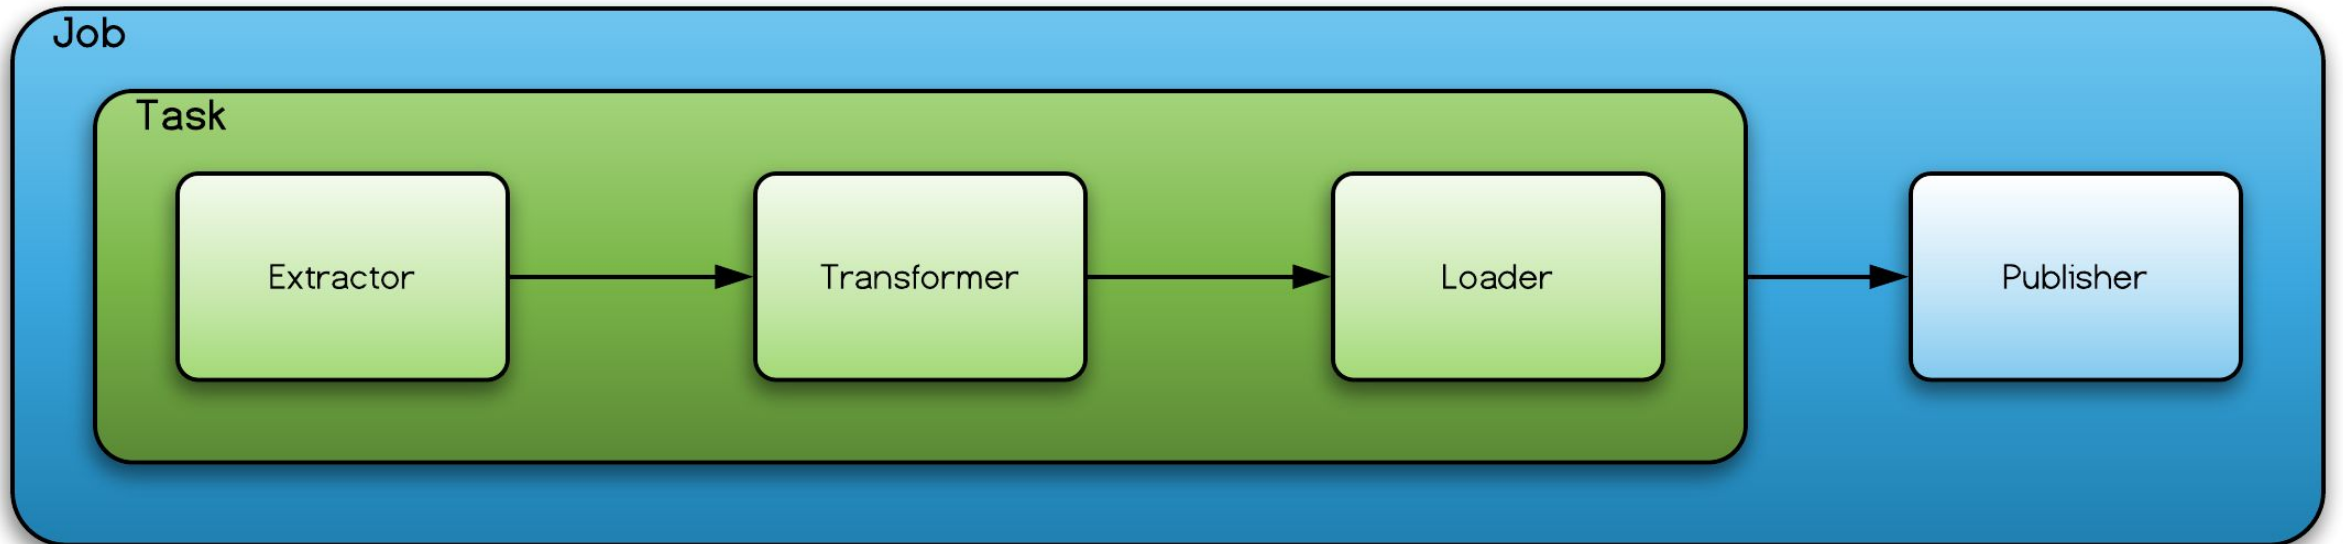 Job
Task
Extractor
Transformer
Loader
Publisher